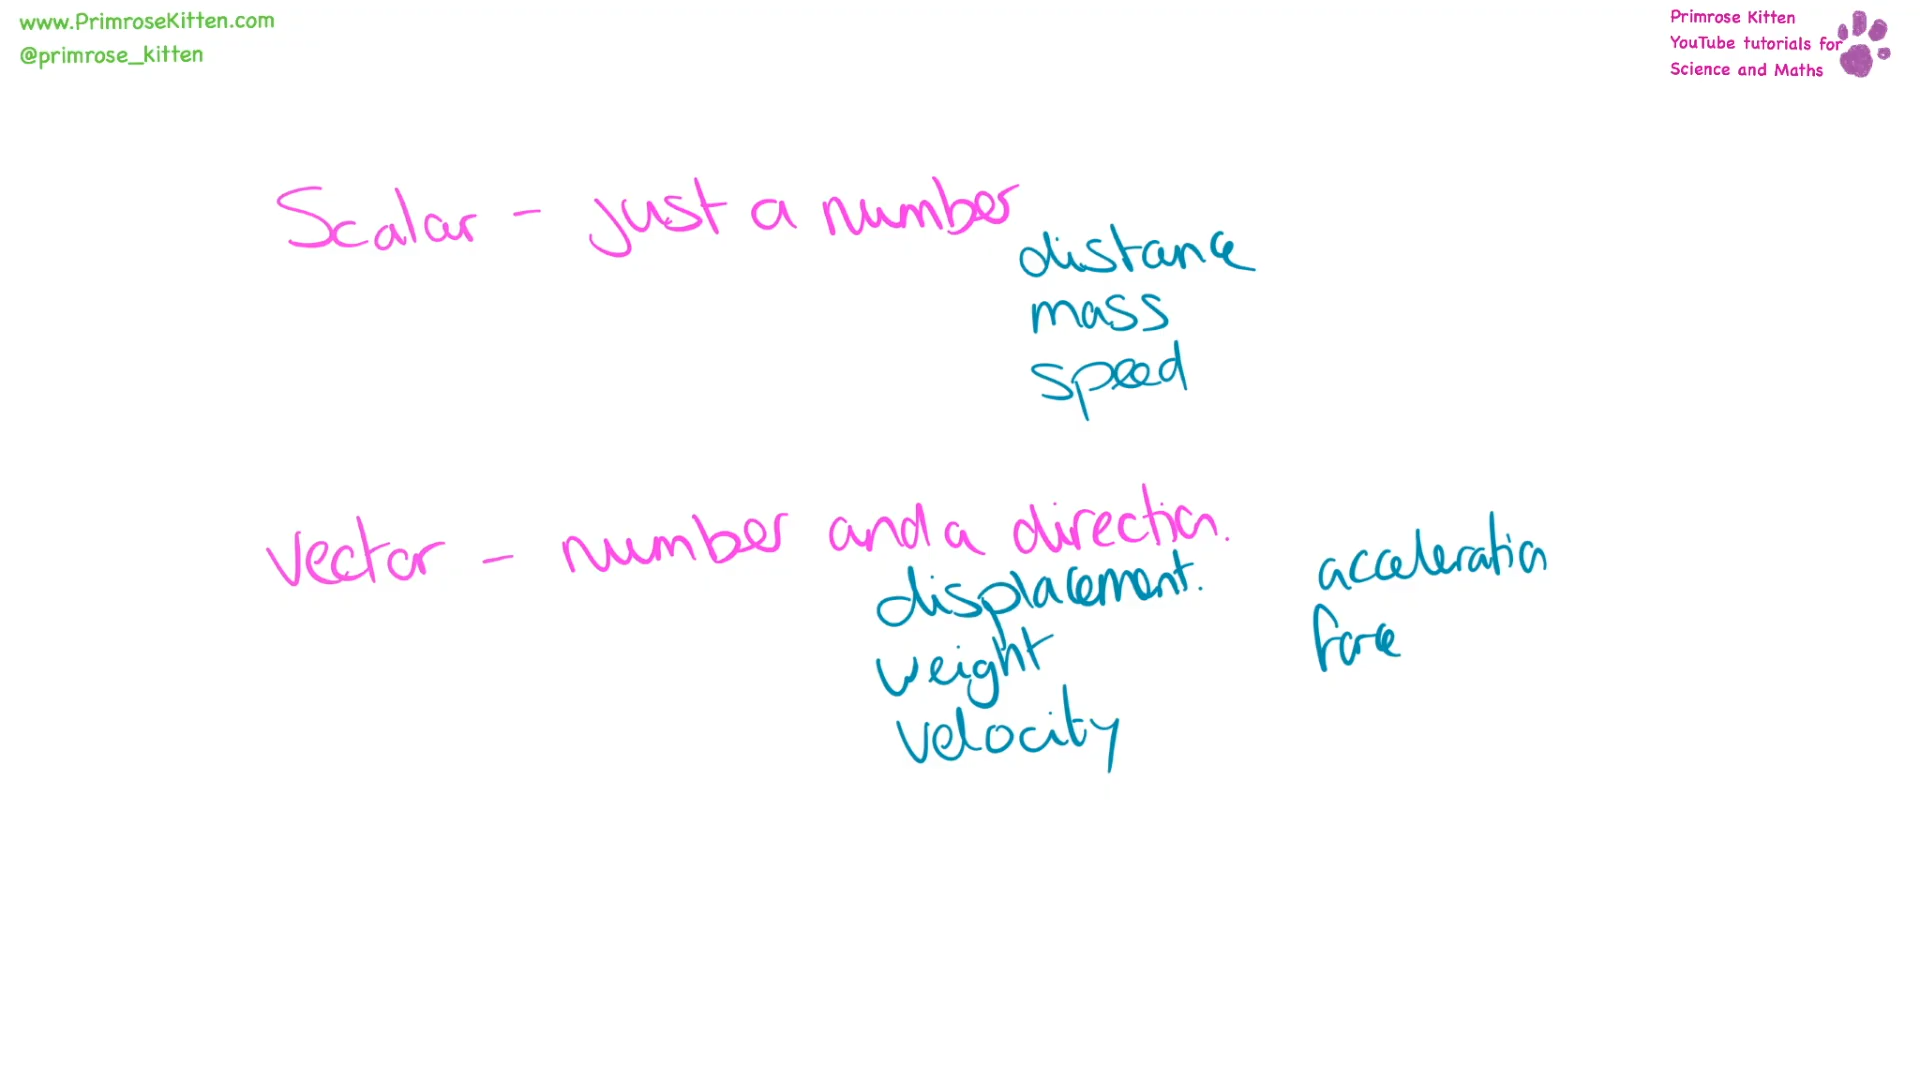 www.PrimroseKitten.com
@primrose_kitten
Primrose Kitten
YouTube tutorials for
Science and Maths
Scalar - just a number
distance
mass
speed
Vector - number and a direction.
displacement.
weight
velocity
acceleration
force